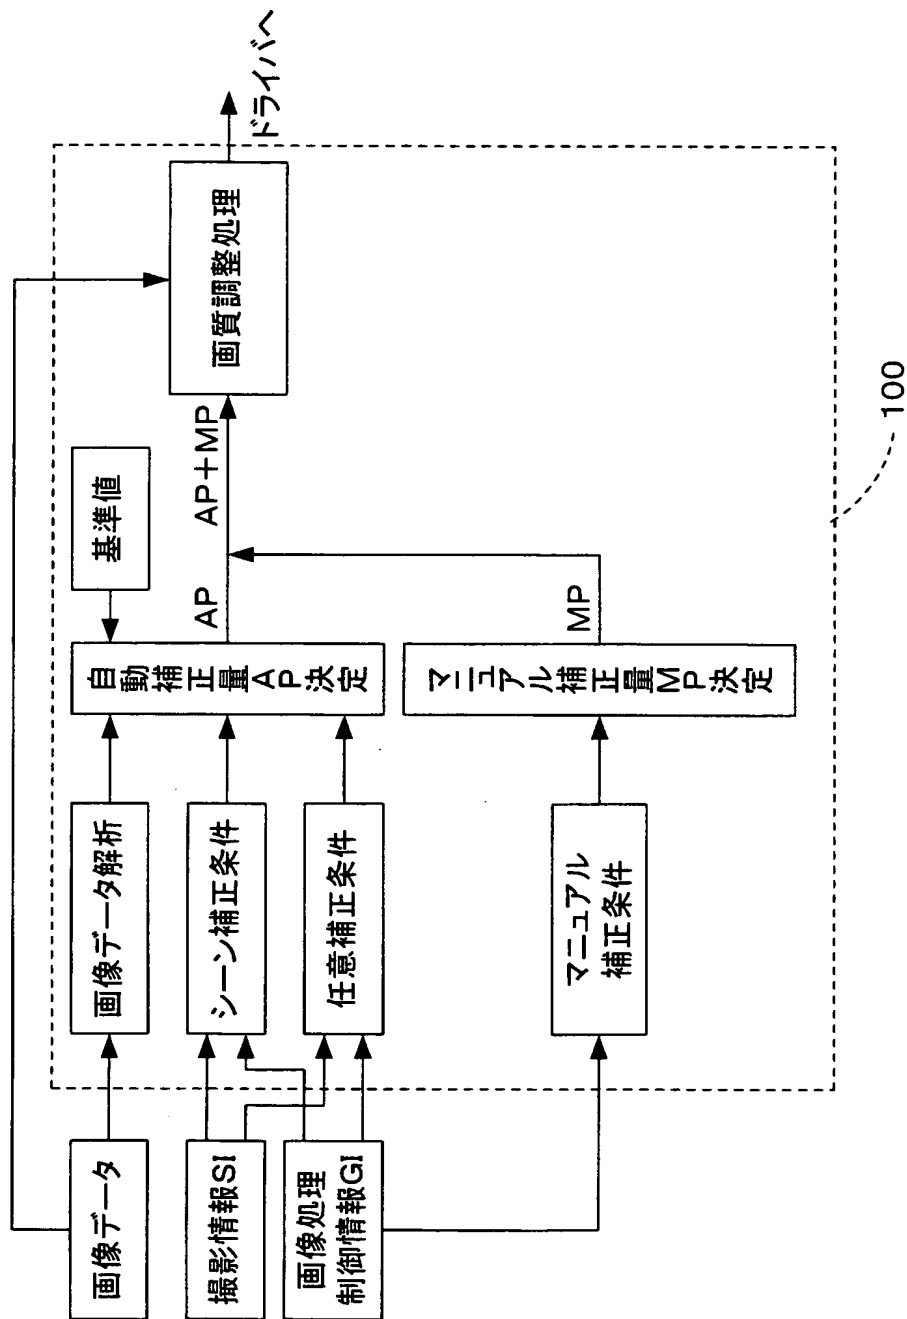 画像データ
撮影情報SI
画像処理
制御情報GI
画像データ解析
シーン補正条件
任意補正条件
マニュアル
補正条件
基準値
自動補正量AP決定
マニュアル補正量MP決定
AP
MP
AP+MP
画質調整処理
ドライバへ
100